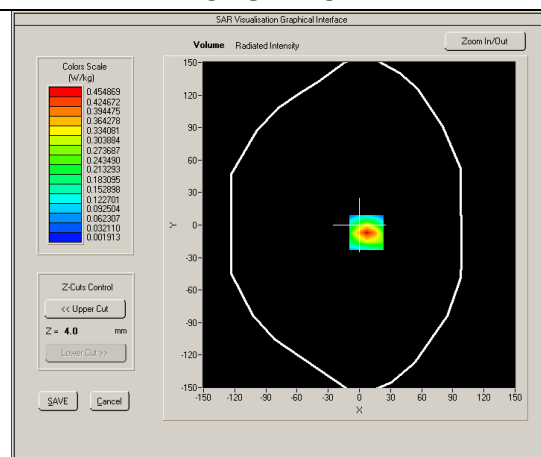 SAR Visualisation Graphical Interface
Volume Radiated Intensity
Zoom In/Out
Colors Scale
(W/kg)
0.454869
0.424672
0.394475
0.364278
0.334081
0.303884
0.273687
0.243490
0.213293
0.183095
0.152898
0.122701
0.092504
0.062307
0.032110
0.001913
Z-Cuts Control
<< Upper Cut
Z = 4.0 mm
Lower Cut >>
SAVE Cancel
150-
120-
90-
60-
30-
Y 0-
-30-
-60-
-90-
-120-
-150-
-150 -120 -90 -60 -30 0 30 60 90 120 150
X